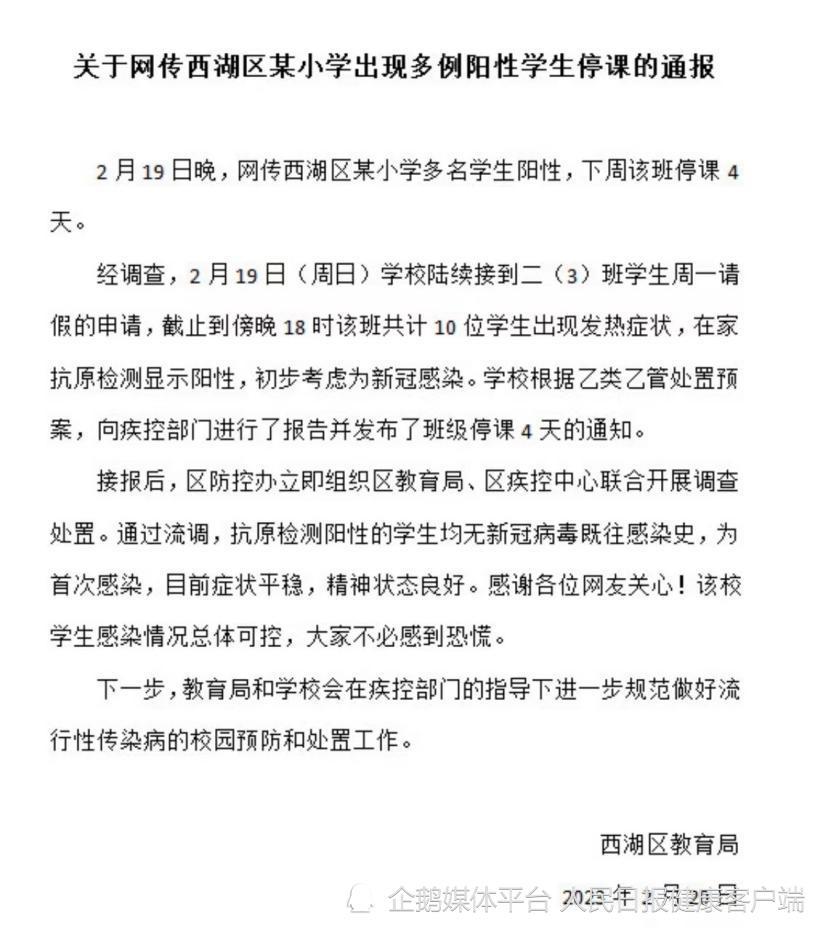 关于网传西湖区某小学出现多例阳性学生停课的通报
2月19日晚，网传西湖区某小学多名学生阳性，下周该班停课4
天。
经调查，2月19日（周日）学校陆续接到二（3）班学生周一请
假的申请，截止到傍晚18时该班共计10位学生出现发热症状，在家
抗原检测显示阳性，初步考虑为新冠感染。学校根据乙类乙管处置预
案，向疾控部门进行了报告并发布了班级停课4天的通知。
接报后，区防控办立即组织区教育局、区疾控中心联合开展调查
处置。通过流调，抗原检测阳性的学生均无新冠病毒既往感染史，为
首次感染，目前症状平稳，精神状态良好。感谢各位网友关心！该校
学生感染情况总体可控，大家不必感到恐慌。
下一步，教育局和学校会在疾控部门的指导下进一步规范做好流
行性传染病的校园预防和处置工作。
西湖区教育局
2023年2月20日
企鹅媒体平台 人民日报健康客户端